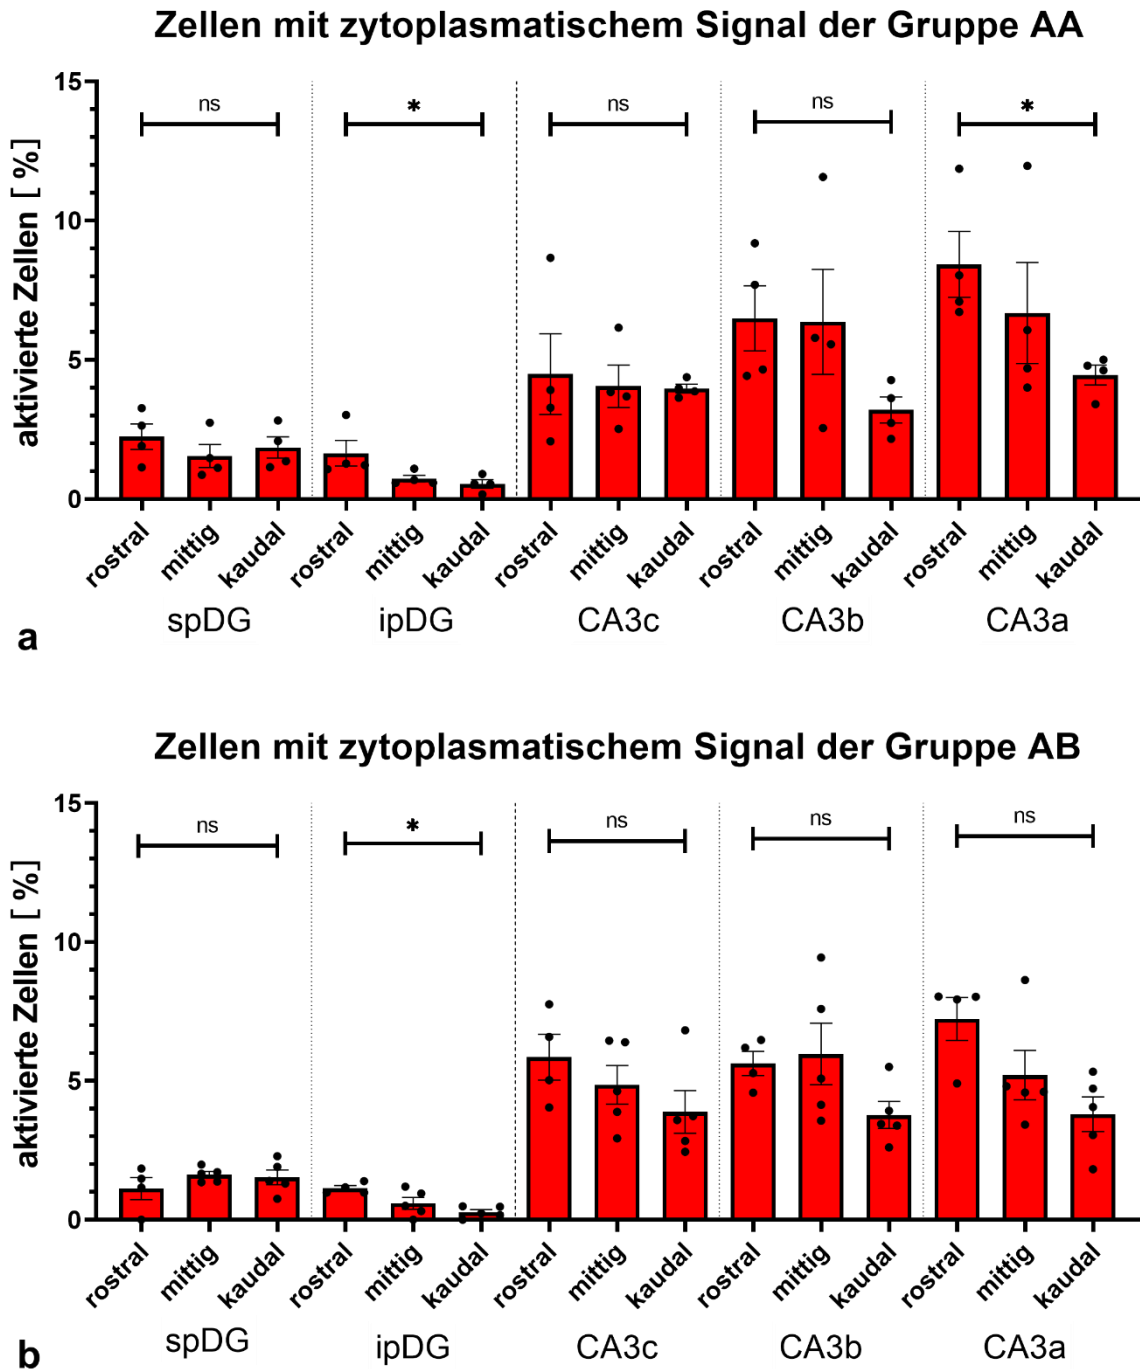 a
Zellen mit zytoplasmatischem Signal der Gruppe AA
aktivierte Zellen [ %]
15
10
5
0
ns
*
ns
ns
*
rostral
mittig
kaudal
rostral
mittig
kaudal
rostral
mittig
kaudal
rostral
mittig
kaudal
rostral
mittig
kaudal
spDG
ipDG
CA3c
CA3b
CA3a
Zellen mit zytoplasmatischem Signal der Gruppe AB
aktivierte Zellen [ %]
15
10
5
0
ns
*
ns
ns
ns
rostral
mittig
kaudal
rostral
mittig
kaudal
rostral
mittig
kaudal
rostral
mittig
kaudal
rostral
mittig
kaudal
spDG
ipDG
CA3c
CA3b
CA3a
b